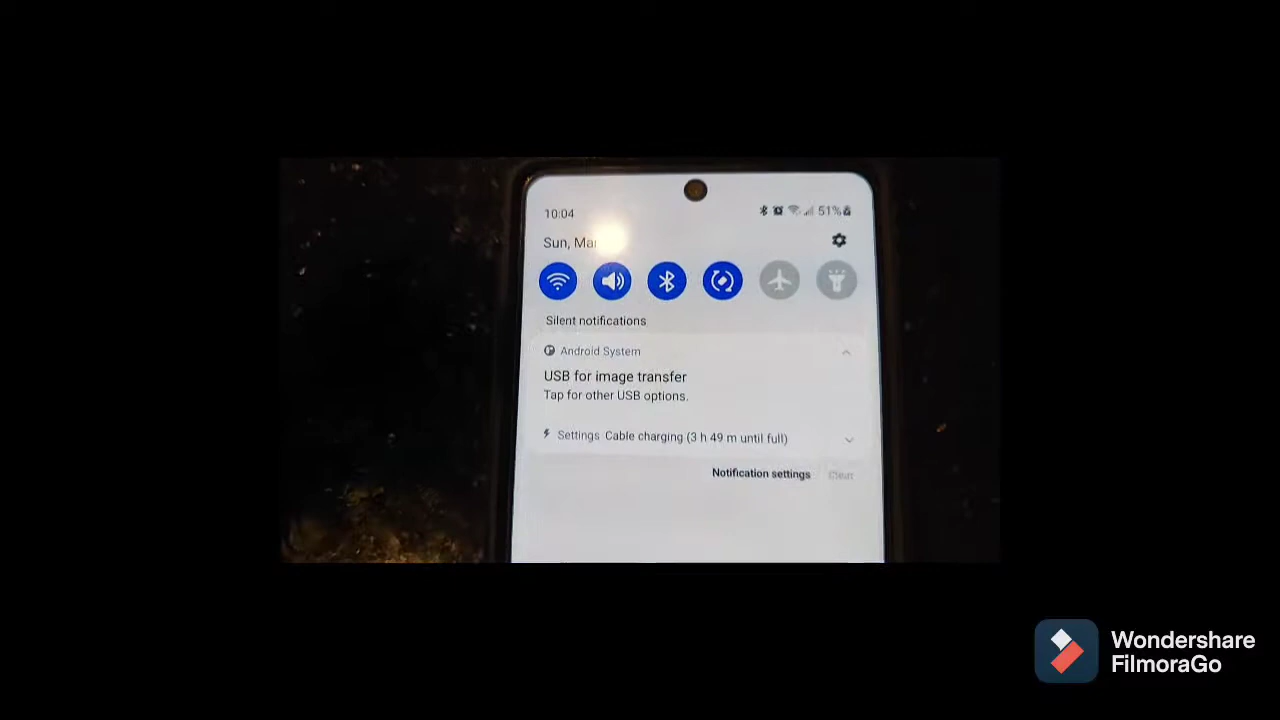 10:04
51%
Sun, Mar
Silent notifications
Android System
USB for image transfer
Tap for other USB options.
Settings Cable charging (3 h 49 m until full)
Notification settings Clear
Wondershare
FilmoraGo